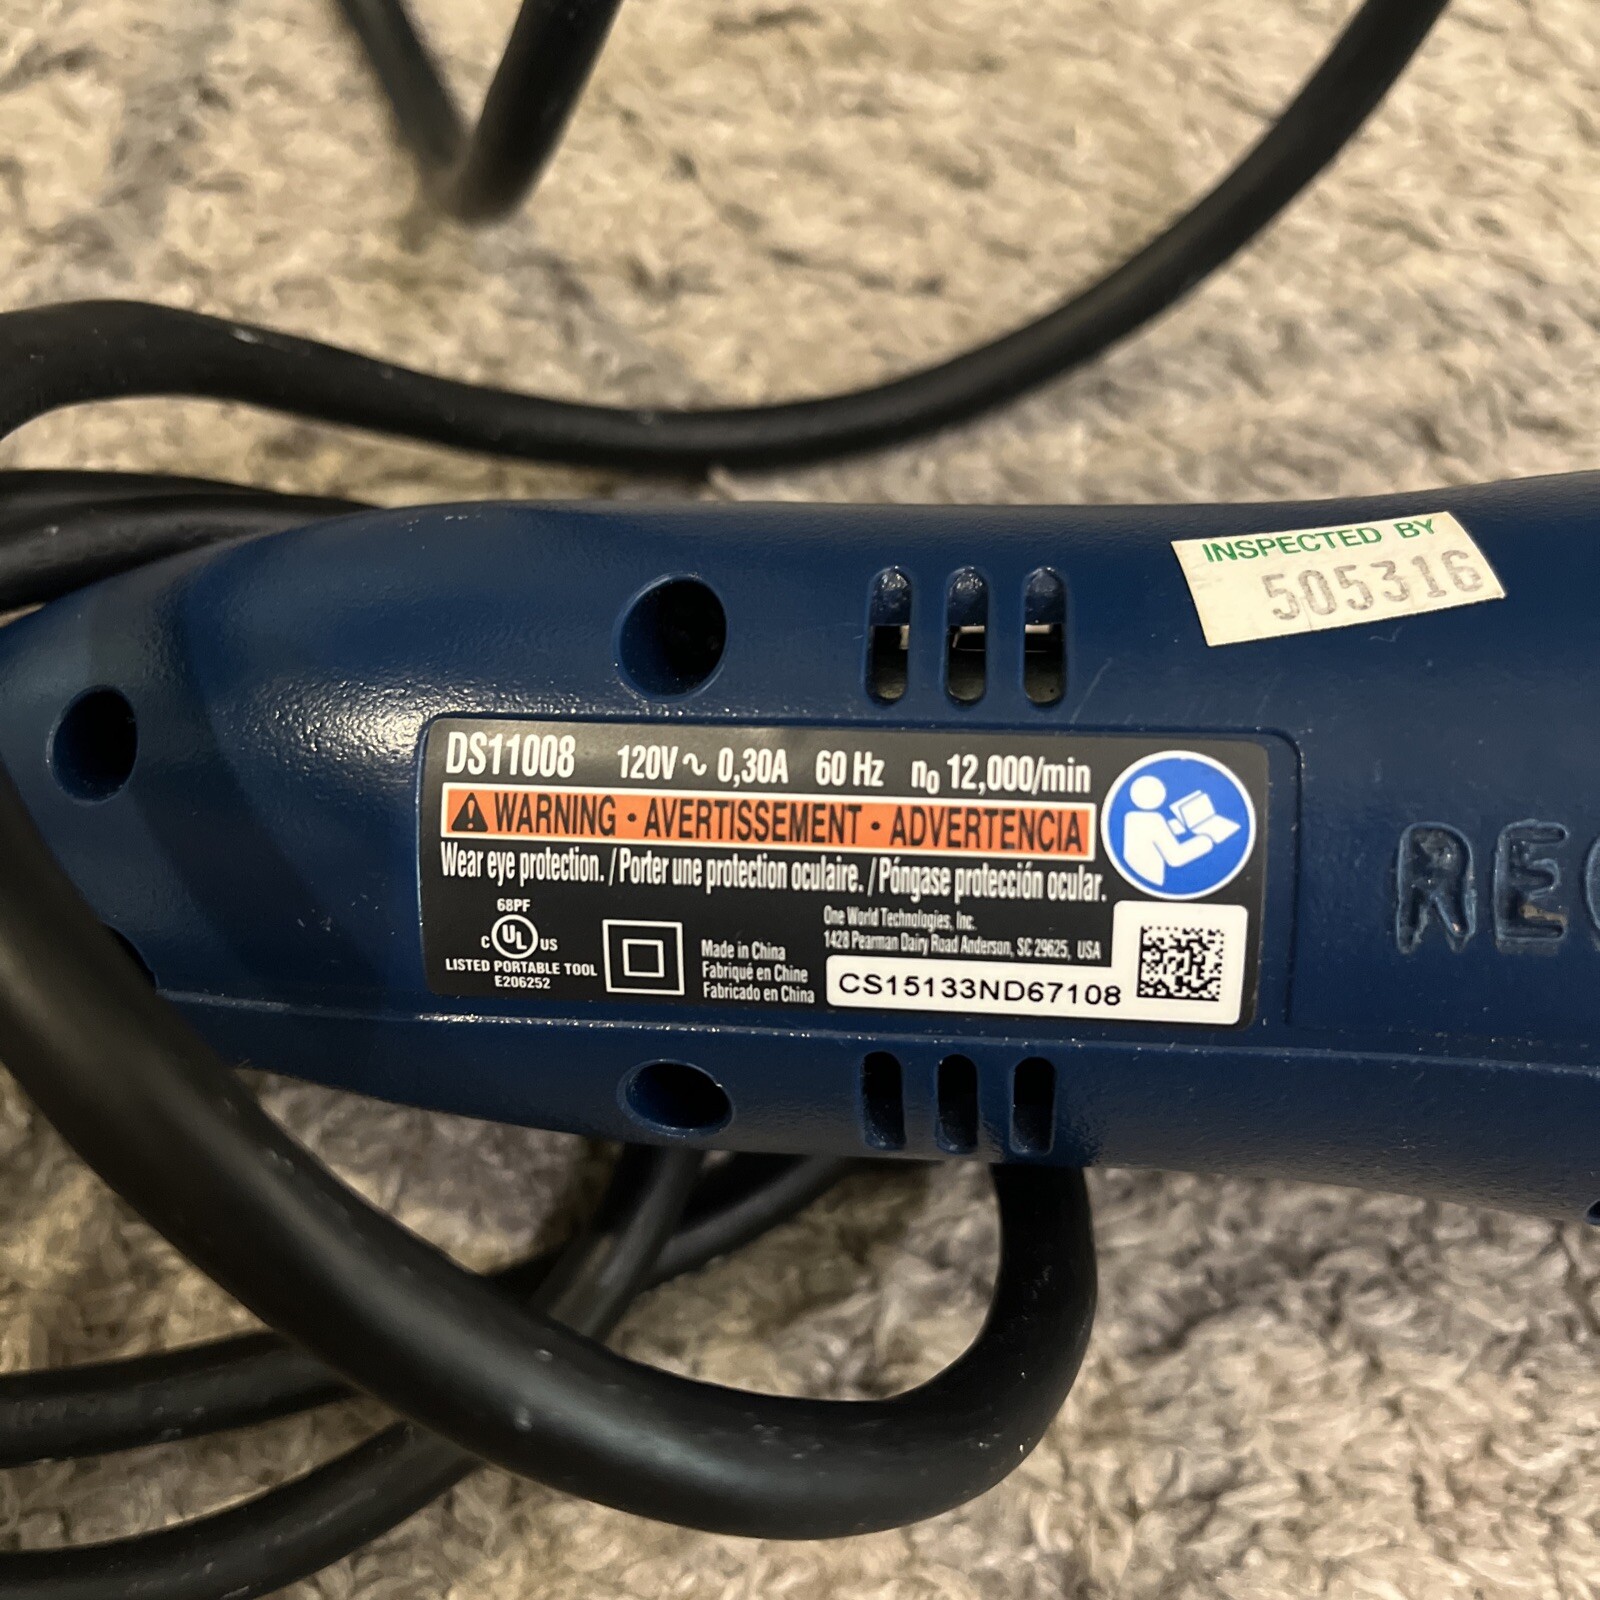 INSPECTED BY
505316
DS11008 120V ~ 0,30A 60 Hz n₀ 12,000/min
WARNING · AVERTISSEMENT · ADVERTENCIA
Wear eye protection. / Porter une protection oculaire. / Póngase protección ocular.
68PF
C UL US
LISTED PORTABLE TOOL
E206252
Made in China
Fabriqué en Chine
Fabricado en China
One World Technologies, Inc.
1428 Pearman Dairy Road Anderson, SC 29625, USA
CS15133ND67108